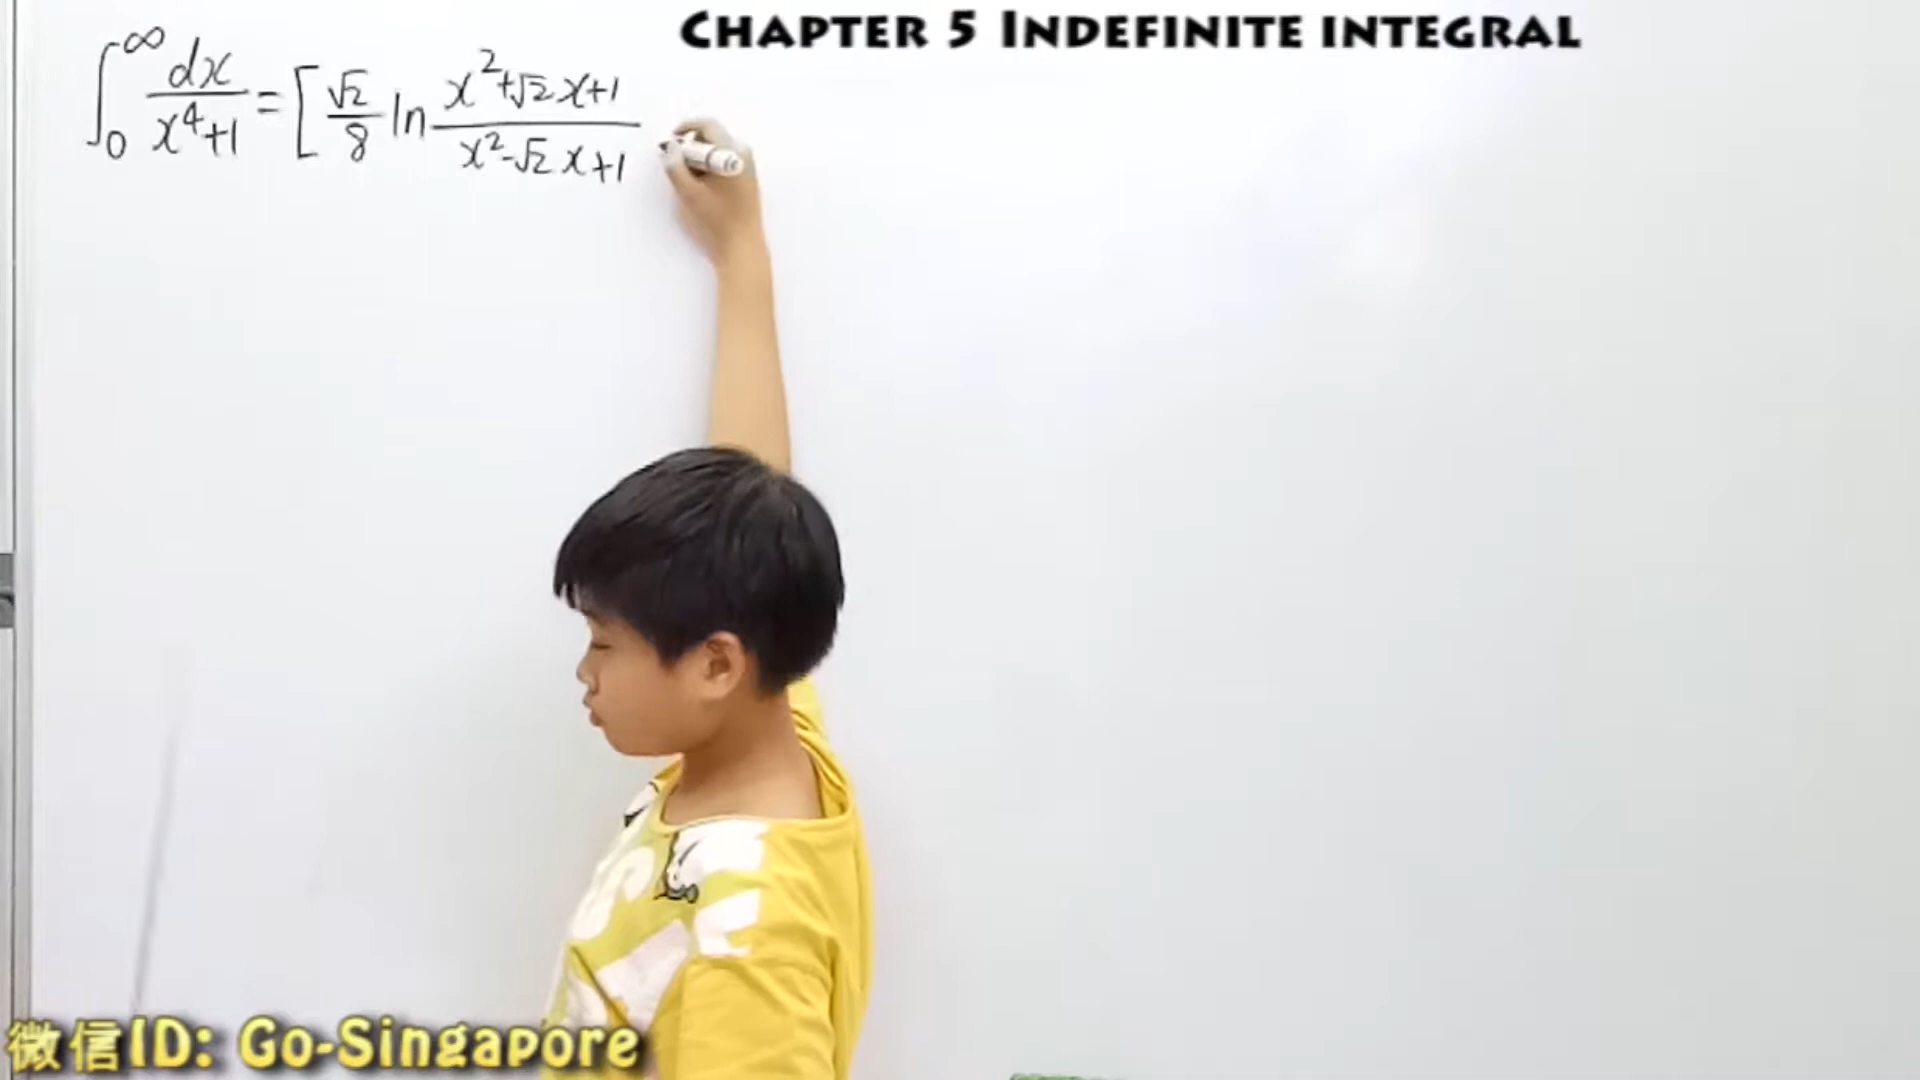 CHAPTER 5 INDEFINITE INTEGRAL
∫₀^∞ dx/(x⁴+1) = [ √2/8 ln (x²+√2x+1)/(x²-√2x+1)
微信ID: Go-Singapore